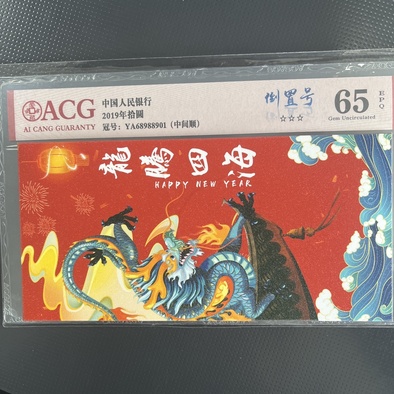 ACG
AI CANG GUARANTY
中国人民银行
2019年拾圆
冠号：YA68988901（中间顺）
倒置号
☆☆☆
65
EPQ
Gem Uncirculated
龍騰四海
HAPPY NEW YEAR